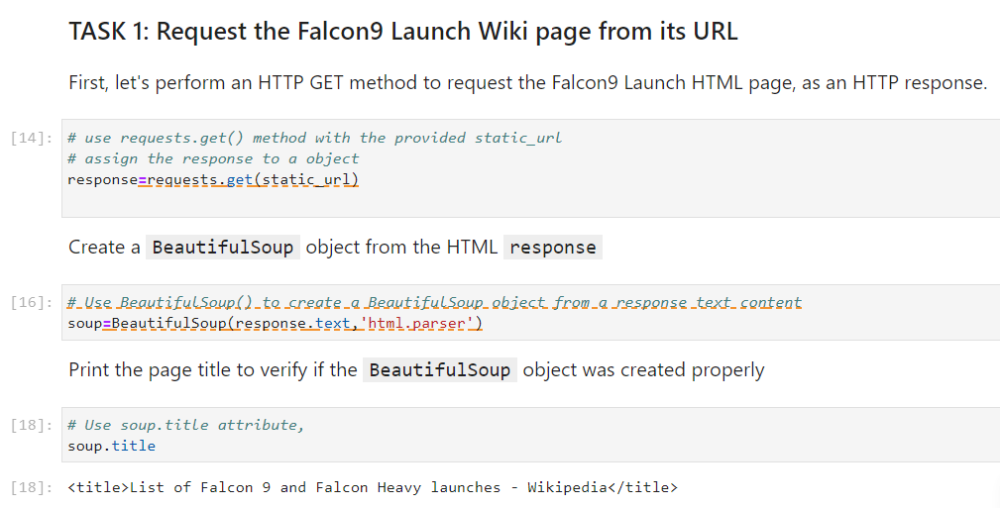 TASK 1: Request the Falcon9 Launch Wiki page from its URL
First, let's perform an HTTP GET method to request the Falcon9 Launch HTML page, as an HTTP response.
[14]: # use requests.get() method with the provided static_url
# assign the response to a object
response=requests.get(static_url)
Create a BeautifulSoup object from the HTML response
[16]: # Use BeautifulSoup() to create a BeautifulSoup object from a response text content
soup=BeautifulSoup(response.text,'html.parser')
Print the page title to verify if the BeautifulSoup object was created properly
[18]: # Use soup.title attribute,
soup.title
[18]: <title>List of Falcon 9 and Falcon Heavy launches - Wikipedia</title>